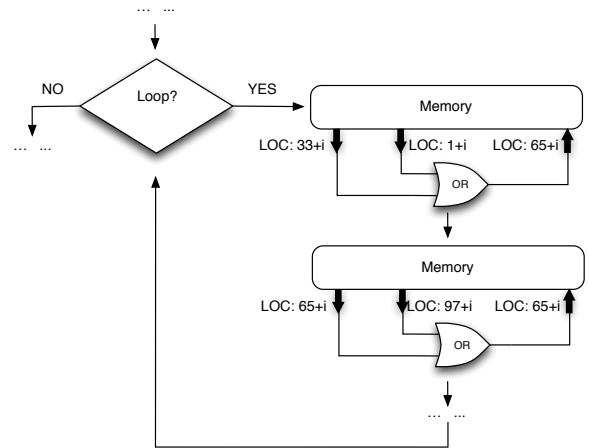 ... ...
NO
YES
Loop?
Memory
... ...
LOC: 33+i
LOC: 1+i
LOC: 65+i
OR
Memory
LOC: 65+i
LOC: 97+i
LOC: 65+i
OR
... ...